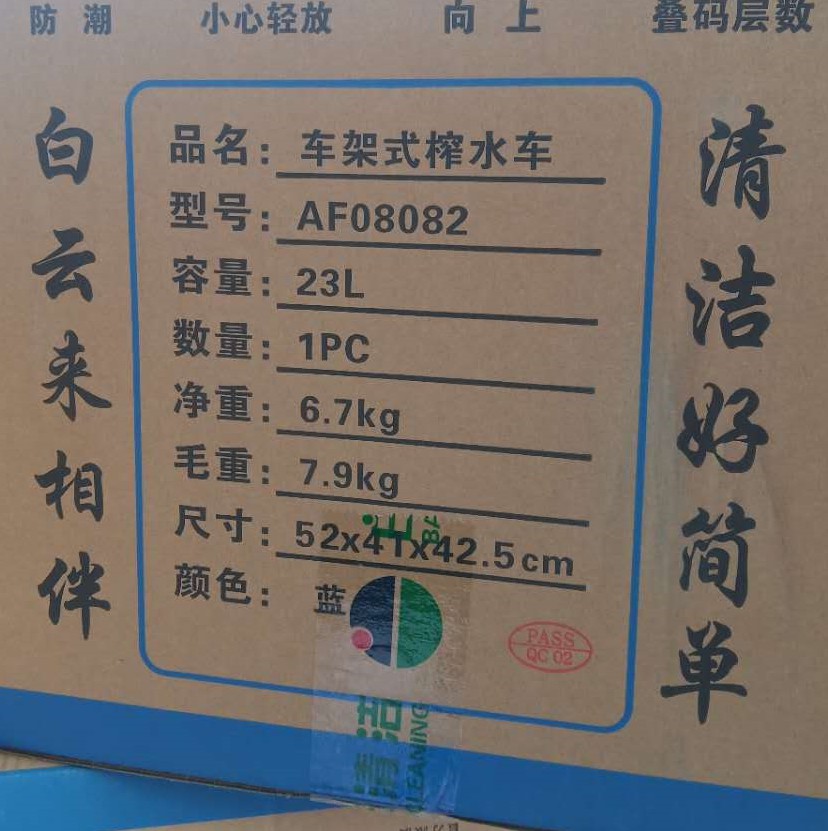 防潮 小心轻放 向上 叠码层数
白云来相伴
品名：车架式榨水车
型号：AF08082
容量：23L
数量：1PC
净重：6.7kg
毛重：7.9kg
尺寸：52x41x42.5cm
颜色：蓝
清洁好简单
PASS
QC 02
清洁
CLEANING